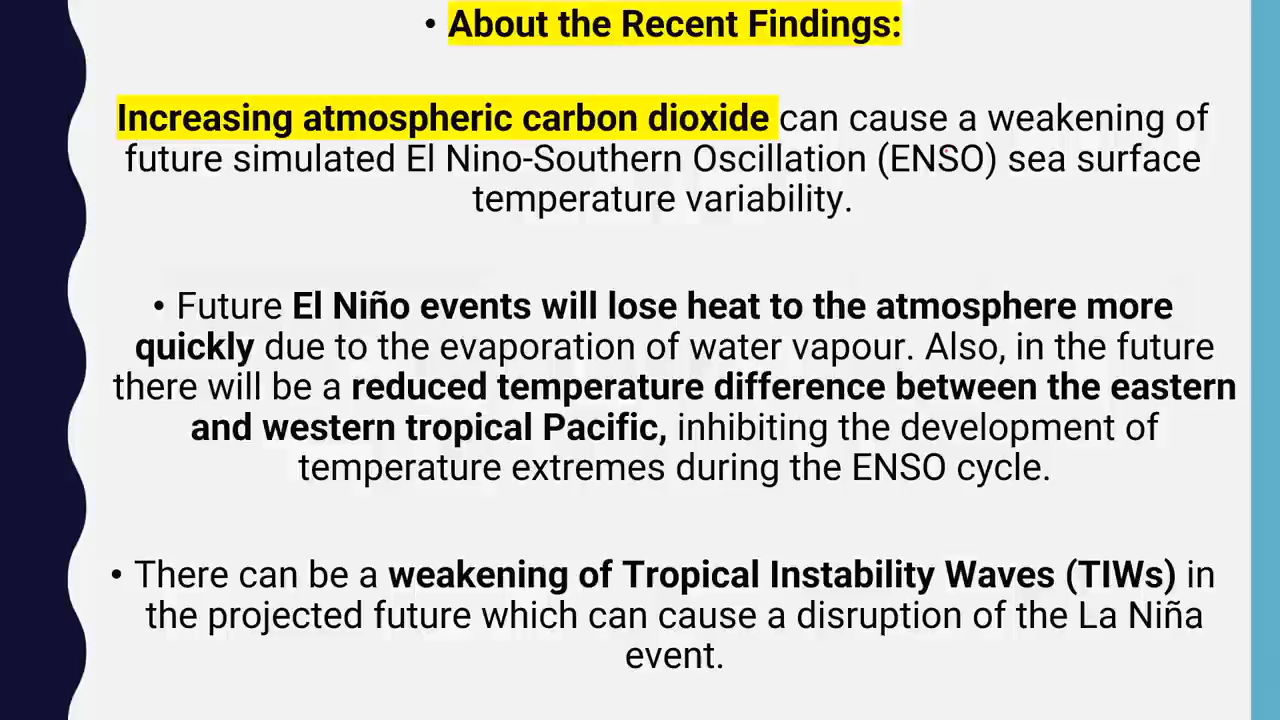 • About the Recent Findings:
Increasing atmospheric carbon dioxide can cause a weakening of
future simulated El Nino-Southern Oscillation (ENSO) sea surface
temperature variability.
• Future El Niño events will lose heat to the atmosphere more
quickly due to the evaporation of water vapour. Also, in the future
there will be a reduced temperature difference between the eastern
and western tropical Pacific, inhibiting the development of
temperature extremes during the ENSO cycle.
• There can be a weakening of Tropical Instability Waves (TIWs) in
the projected future which can cause a disruption of the La Niña
event.